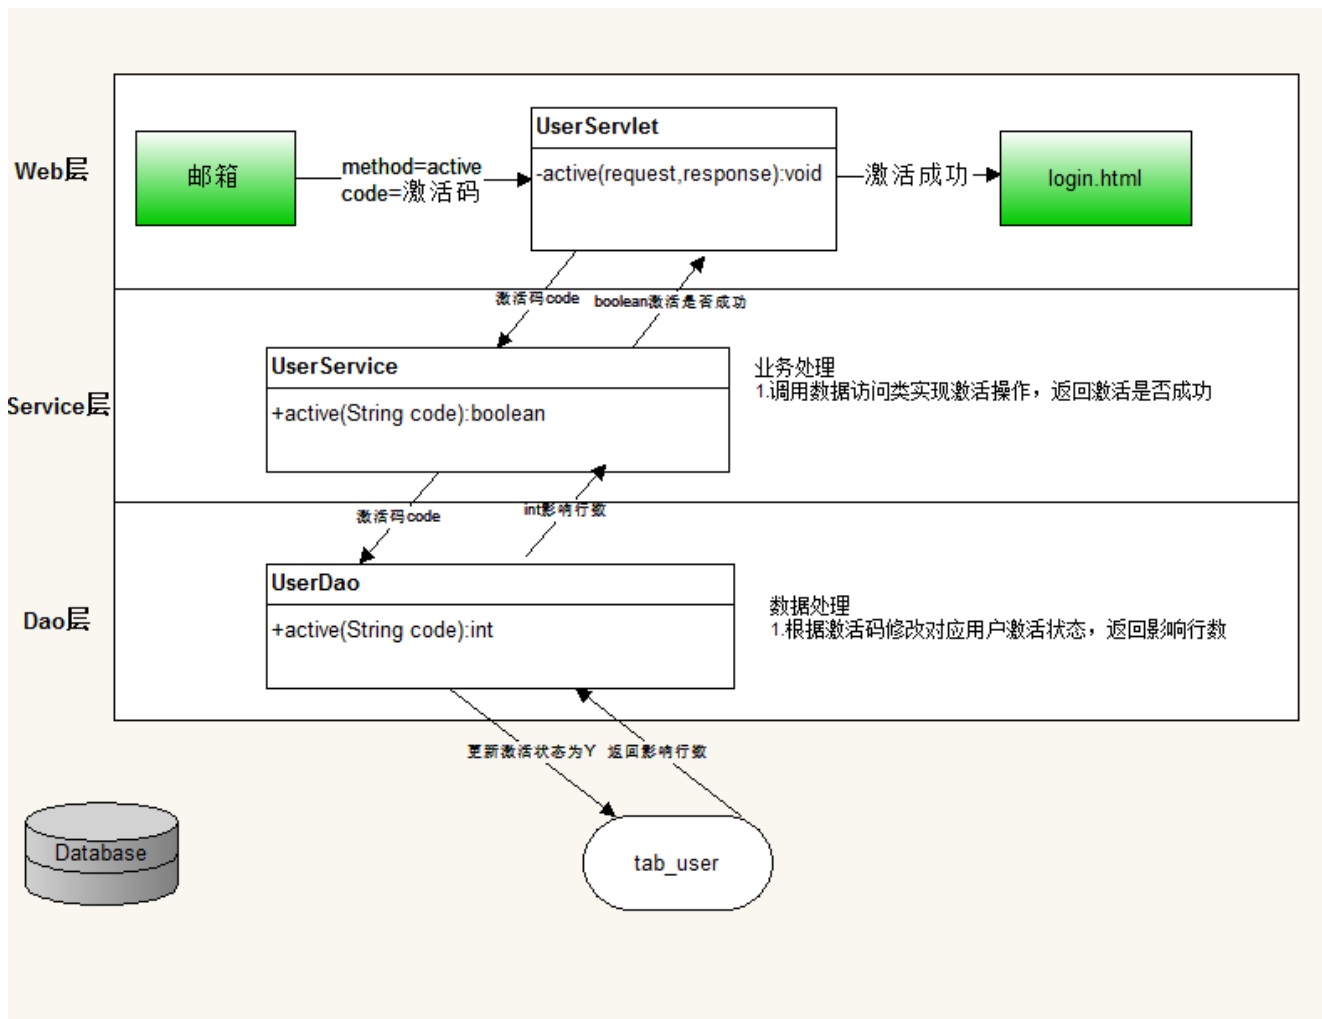 UserServlet
Web层
邮箱
method=active
code=激活码
-active(request,response):void
激活成功
login.html
激活码code
boolean激活是否成功
UserService
业务处理
1.调用数据访问类实现激活操作，返回激活是否成功
Service层
+active(String code):boolean
激活码code
int影响行数
UserDao
数据处理
1.根据激活码修改对应用户激活状态，返回影响行数
Dao层
+active(String code):int
更新激活状态为Y
返回影响行数
Database
tab_user